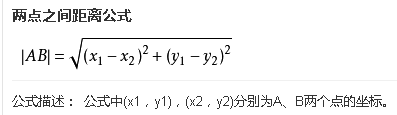 两点之间距离公式
|AB| = √(x₁ − x₂)² + (y₁ − y₂)²
公式描述： 公式中(x1，y1)，(x2，y2)分别为A、B两个点的坐标。